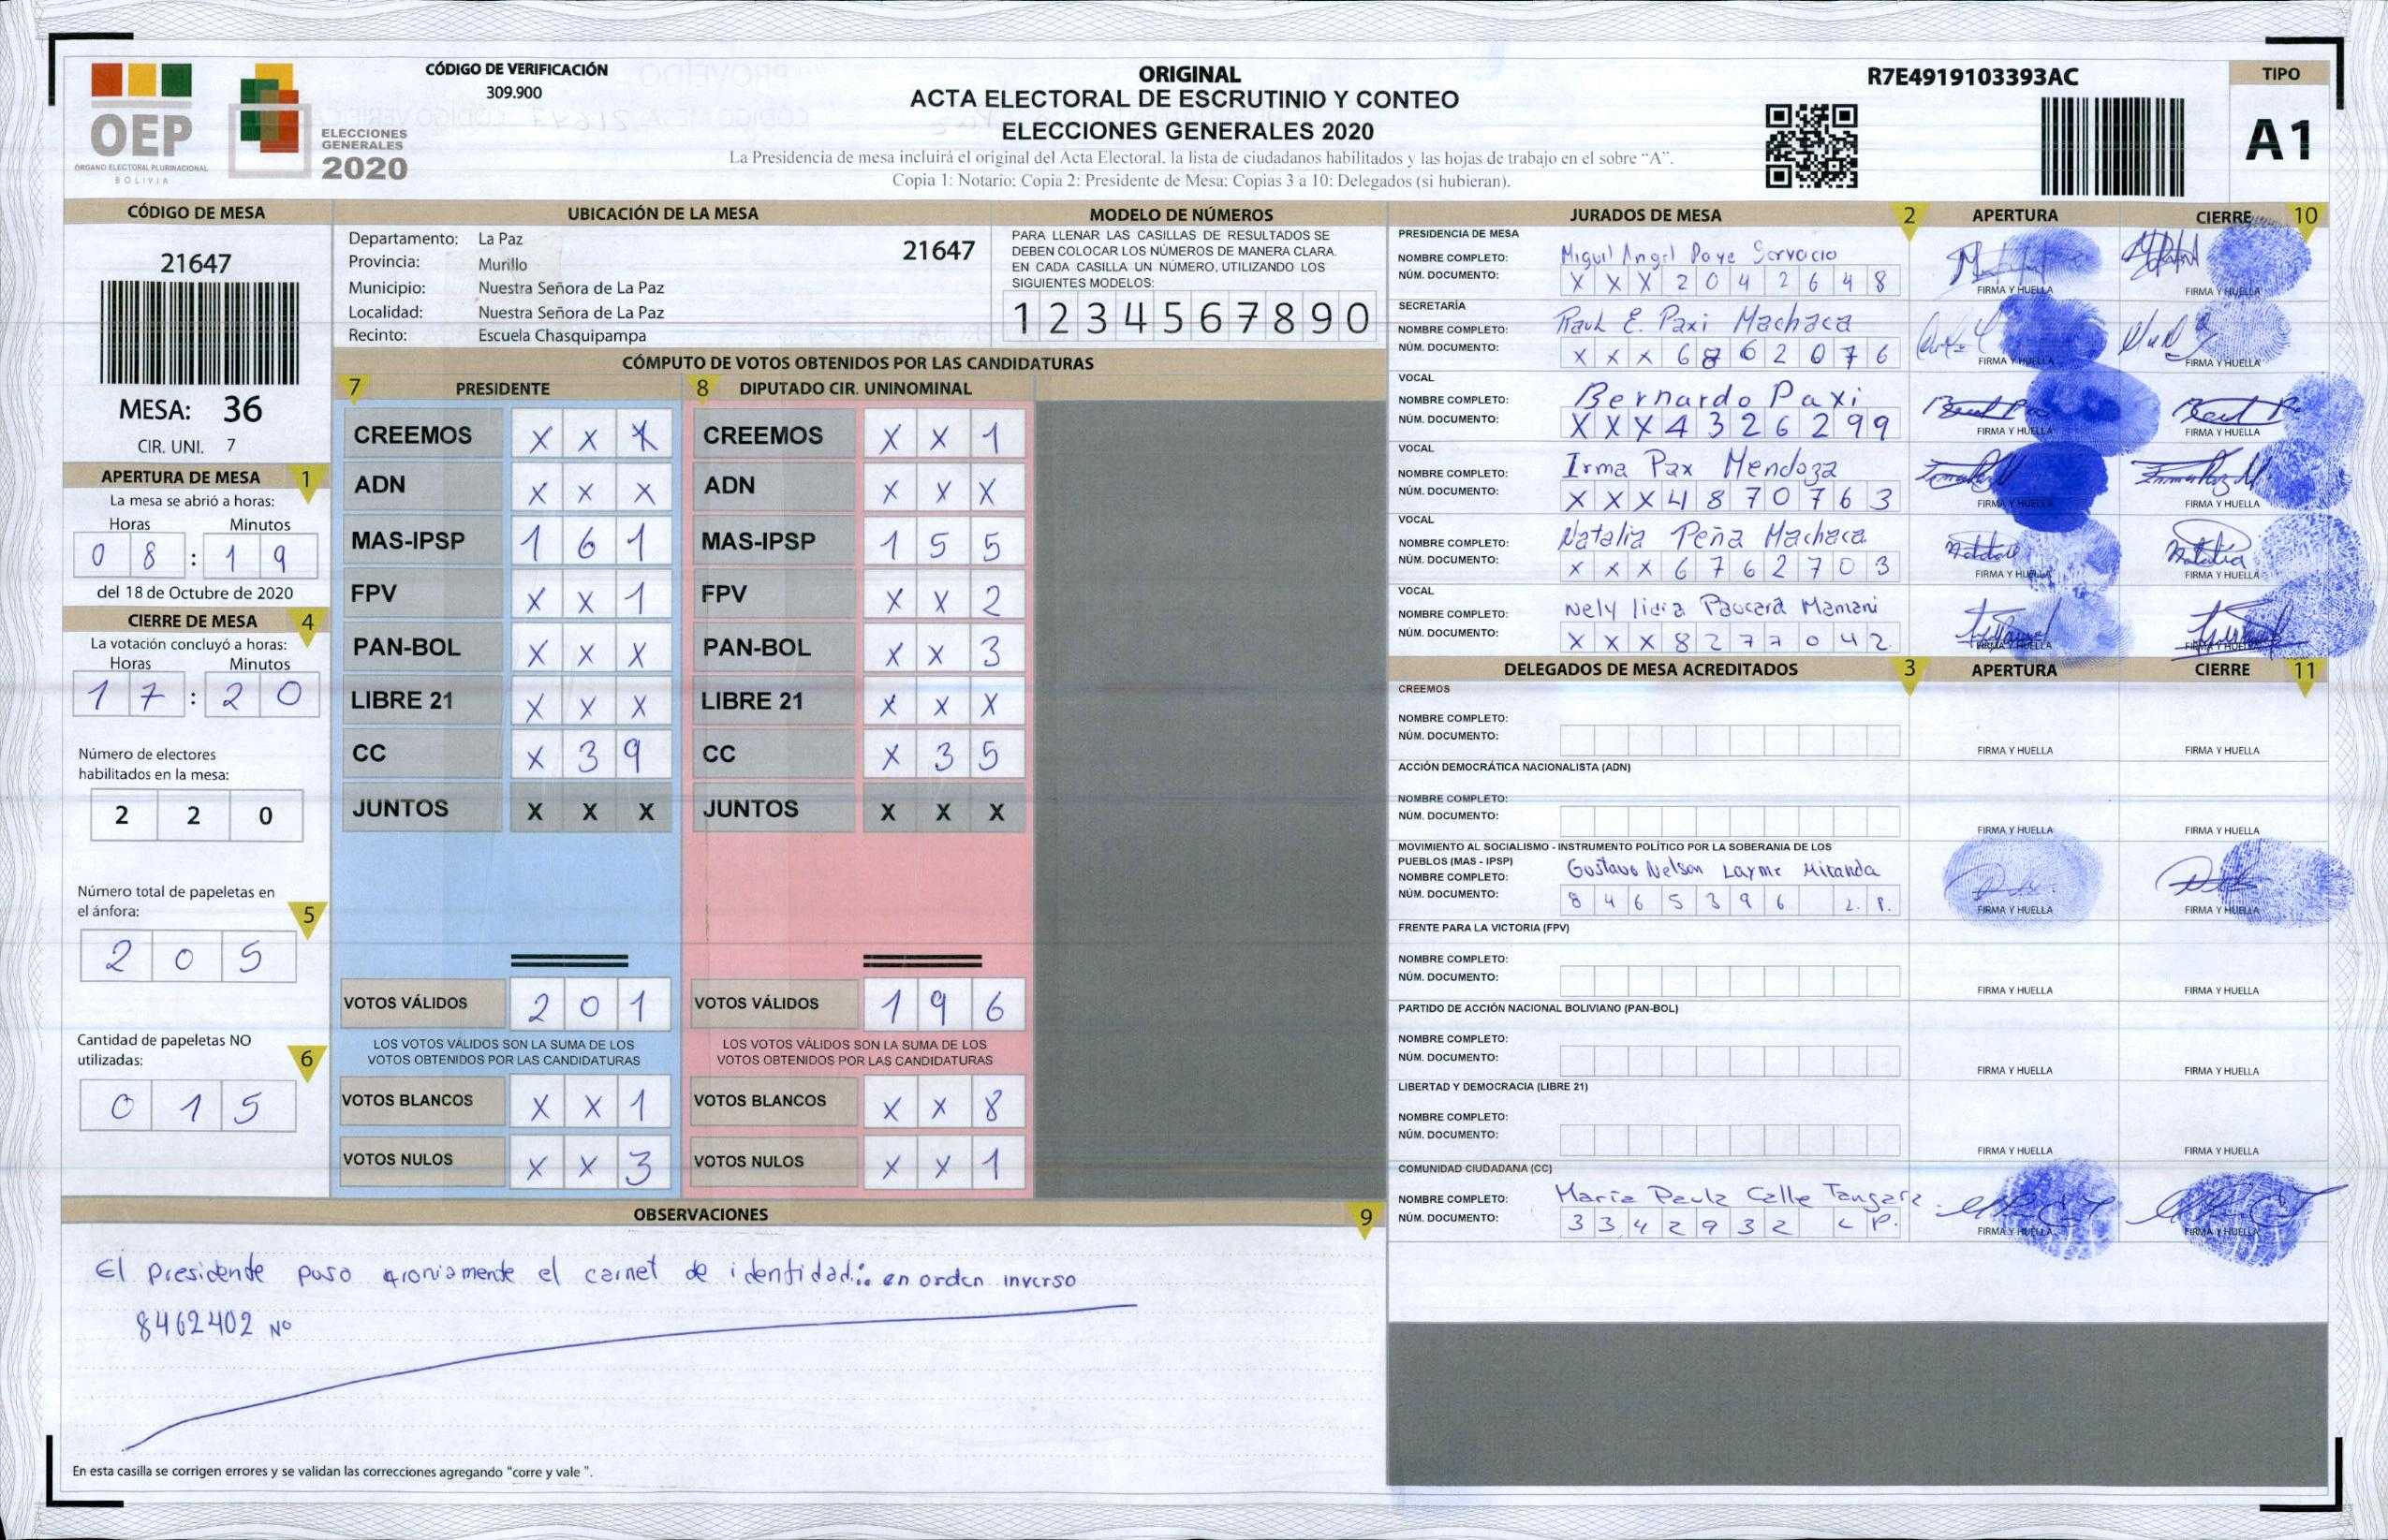 OEP
ÓRGANO ELECTORAL PLURINACIONAL
BOLIVIA
ELECCIONES
GENERALES
2020
CÓDIGO DE VERIFICACIÓN
309.900
ORIGINAL
ACTA ELECTORAL DE ESCRUTINIO Y CONTEO
ELECCIONES GENERALES 2020
La Presidencia de mesa incluirá el original del Acta Electoral, la lista de ciudadanos habilitados y las hojas de trabajo en el sobre "A".
Copia 1: Notario; Copia 2: Presidente de Mesa; Copias 3 a 10: Delegados (si hubieran).
R7E4919103393AC
TIPO
A1
CÓDIGO DE MESA
21647
MESA: 36
CIR. UNI. 7
APERTURA DE MESA 1
La mesa se abrió a horas:
Horas Minutos
0 8 : 1 9
del 18 de Octubre de 2020
CIERRE DE MESA 4
La votación concluyó a horas:
Horas Minutos
1 7 : 2 0
Número de electores
habilitados en la mesa:
2 2 0
Número total de papeletas en
el ánfora: 5
2 0 5
Cantidad de papeletas NO
utilizadas: 6
0 1 5
UBICACIÓN DE LA MESA
Departamento: La Paz 21647
Provincia: Murillo
Municipio: Nuestra Señora de La Paz
Localidad: Nuestra Señora de La Paz
Recinto: Escuela Chasquipampa
MODELO DE NÚMEROS
PARA LLENAR LAS CASILLAS DE RESULTADOS SE
DEBEN COLOCAR LOS NÚMEROS DE MANERA CLARA.
EN CADA CASILLA UN NÚMERO, UTILIZANDO LOS
SIGUIENTES MODELOS:
1 2 3 4 5 6 7 8 9 0
CÓMPUTO DE VOTOS OBTENIDOS POR LAS CANDIDATURAS
7 PRESIDENTE 8 DIPUTADO CIR. UNINOMINAL
CREEMOS X X X CREEMOS X X 1
ADN X X X ADN X X X
MAS-IPSP 1 6 1 MAS-IPSP 1 5 5
FPV X X 1 FPV X X 2
PAN-BOL X X X PAN-BOL X X 3
LIBRE 21 X X X LIBRE 21 X X X
CC X 3 9 CC X 3 5
JUNTOS X X X JUNTOS X X X
VOTOS VÁLIDOS 2 0 1 VOTOS VÁLIDOS 1 9 6
LOS VOTOS VÁLIDOS SON LA SUMA DE LOS LOS VOTOS VÁLIDOS SON LA SUMA DE LOS
VOTOS OBTENIDOS POR LAS CANDIDATURAS VOTOS OBTENIDOS POR LAS CANDIDATURAS
VOTOS BLANCOS X X 1 VOTOS BLANCOS X X 8
VOTOS NULOS X X 3 VOTOS NULOS X X 1
OBSERVACIONES 9
El presidente puso el carnet de identidad: en orden inverso
8462402 Nº
En esta casilla se corrigen errores y se validan las correcciones agregando "corre y vale ".
JURADOS DE MESA 2 APERTURA CIERRE 10
PRESIDENCIA DE MESA
NOMBRE COMPLETO: Miguil Angel
NÚM. DOCUMENTO: X X X 2 0 4 2 6 4 8
FIRMA Y HUELLA FIRMA Y HUELLA
SECRETARÍA
NOMBRE COMPLETO: Raul E. Paxi Machaca
NÚM. DOCUMENTO: X X X 6 8 6 2 0 7 6
FIRMA Y HUELLA FIRMA Y HUELLA
VOCAL
NOMBRE COMPLETO: Bernardo Paxi
NÚM. DOCUMENTO: X X X 4 3 2 6 2 9 9
FIRMA Y HUELLA FIRMA Y HUELLA
VOCAL
NOMBRE COMPLETO: Irma Pax Mendoza
NÚM. DOCUMENTO: X X X 4 8 7 0 7 6 3
FIRMA Y HUELLA FIRMA Y HUELLA
VOCAL
NOMBRE COMPLETO: Natalia Peña Machaca
NÚM. DOCUMENTO: X X X 6 7 6 2 7 0 3
FIRMA Y HUELLA FIRMA Y HUELLA
VOCAL
NOMBRE COMPLETO: Nely lidia Paucara Mamani
NÚM. DOCUMENTO: X X X 8 2 7 7 0 4 2
FIRMA Y HUELLA FIRMA Y HUELLA
DELEGADOS DE MESA ACREDITADOS 3 APERTURA CIERRE 11
CREEMOS
NOMBRE COMPLETO:
NÚM. DOCUMENTO:
FIRMA Y HUELLA FIRMA Y HUELLA
ACCIÓN DEMOCRÁTICA NACIONALISTA (ADN)
NOMBRE COMPLETO:
NÚM. DOCUMENTO:
FIRMA Y HUELLA FIRMA Y HUELLA
MOVIMIENTO AL SOCIALISMO - INSTRUMENTO POLÍTICO POR LA SOBERANIA DE LOS
PUEBLOS (MAS - IPSP)
NOMBRE COMPLETO: Gustavo Nelson Layme Miranda
NÚM. DOCUMENTO: 8 4 6 5 3 9 6 L. P.
FIRMA Y HUELLA FIRMA Y HUELLA
FRENTE PARA LA VICTORIA (FPV)
NOMBRE COMPLETO:
NÚM. DOCUMENTO:
FIRMA Y HUELLA FIRMA Y HUELLA
PARTIDO DE ACCIÓN NACIONAL BOLIVIANO (PAN-BOL)
NOMBRE COMPLETO:
NÚM. DOCUMENTO:
FIRMA Y HUELLA FIRMA Y HUELLA
LIBERTAD Y DEMOCRACIA (LIBRE 21)
NOMBRE COMPLETO:
NÚM. DOCUMENTO:
FIRMA Y HUELLA FIRMA Y HUELLA
COMUNIDAD CIUDADANA (CC)
NOMBRE COMPLETO: Maria Paula Calle Tangara
NÚM. DOCUMENTO: 3 3 4 2 9 3 2 L P.
FIRMA Y HUELLA FIRMA Y HUELLA